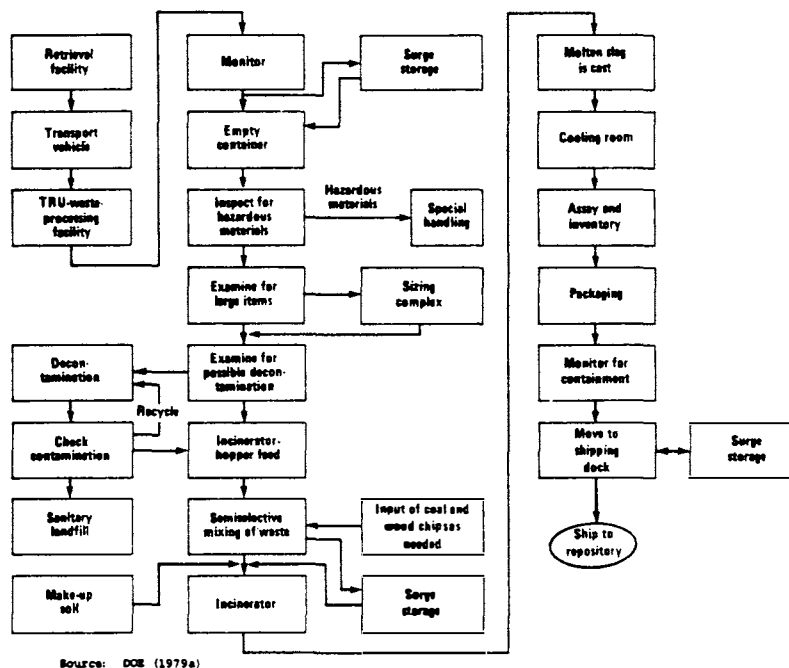 Retrieval
facility
Transport
vehicle
TRU-waste-
processing
facility
Monitor
Surge
storage
Empty
container
Inspect for
hazardous
materials
Hazardous
materials
Special
handling
Examine for
large items
Sizing
complex
Examine for
possible decon-
tamination
Decon-
tamination
Recycle
Check
contamination
Sanitary
landfill
Incinerator-
hopper feed
Semiselective
mixing of waste
Input of coal and
wood chips as
needed
Make-up
soil
Incinerator
Surge
storage
Molten slag
is cast
Cooling room
Assay and
inventory
Packaging
Monitor for
containment
Move to
shipping
dock
Surge
storage
Ship to
repository
Source: DOE (1979a)